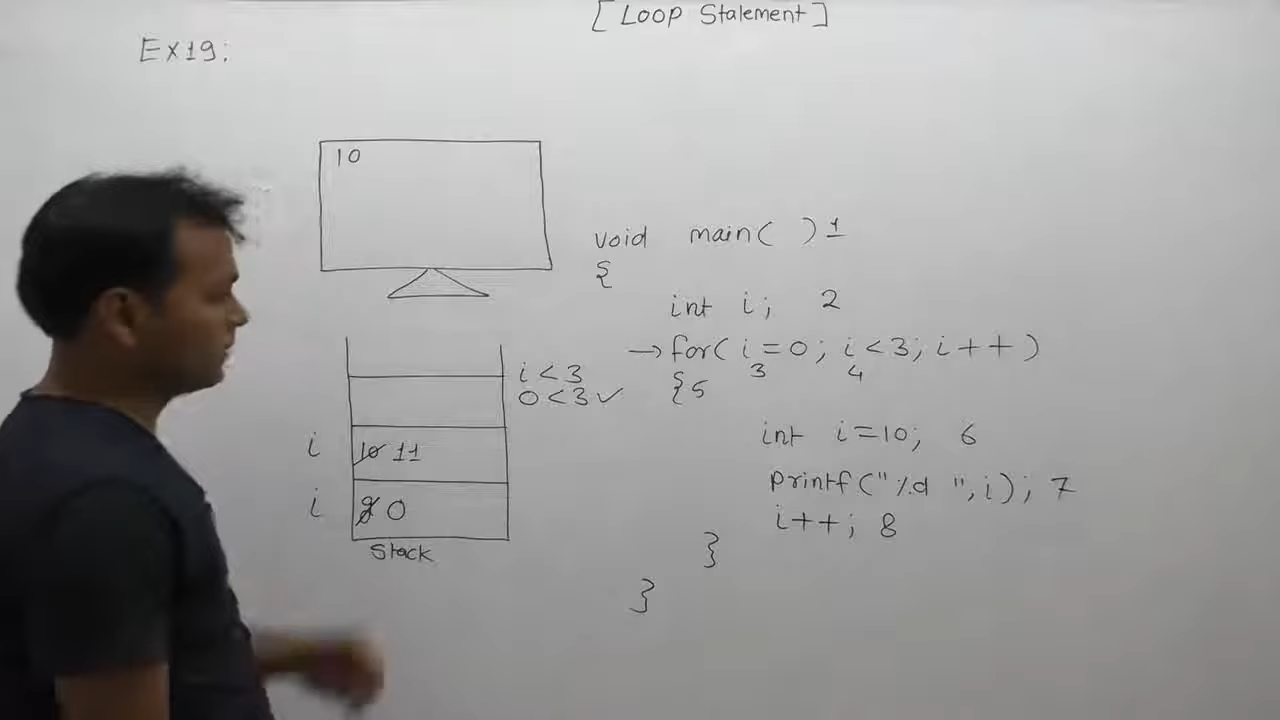 [Loop Statement]
Ex19:
10
void main( ) 1
{
int i; 2
→ for( i=0; i<3; i++ )
3 4
{ 5
int i=10; 6
printf("%d ", i); 7
i++; 8
}
}
i<3
0<3 ✓
i 10 11
i g 0
Stack